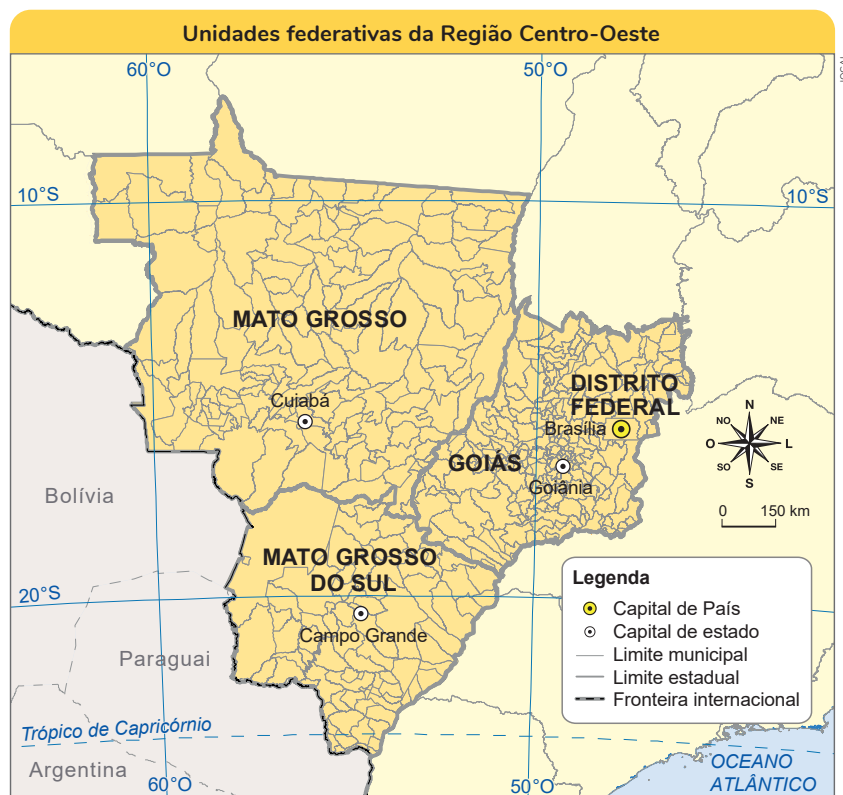 Unidades federativas da Região Centro-Oeste
60°O
50°O
10°S
10°S
MATO GROSSO
Cuiabá
DISTRITO
FEDERAL
Brasília
GOIÁS
Goiânia
N
NO
NE
O
L
SO
SE
S
0
150 km
Bolívia
MATO GROSSO
DO SUL
Campo Grande
20°S
Paraguai
Legenda
Capital de País
Capital de estado
Limite municipal
Limite estadual
Fronteira internacional
Trópico de Capricórnio
Argentina
60°O
50°O
OCEANO
ATLÂNTICO